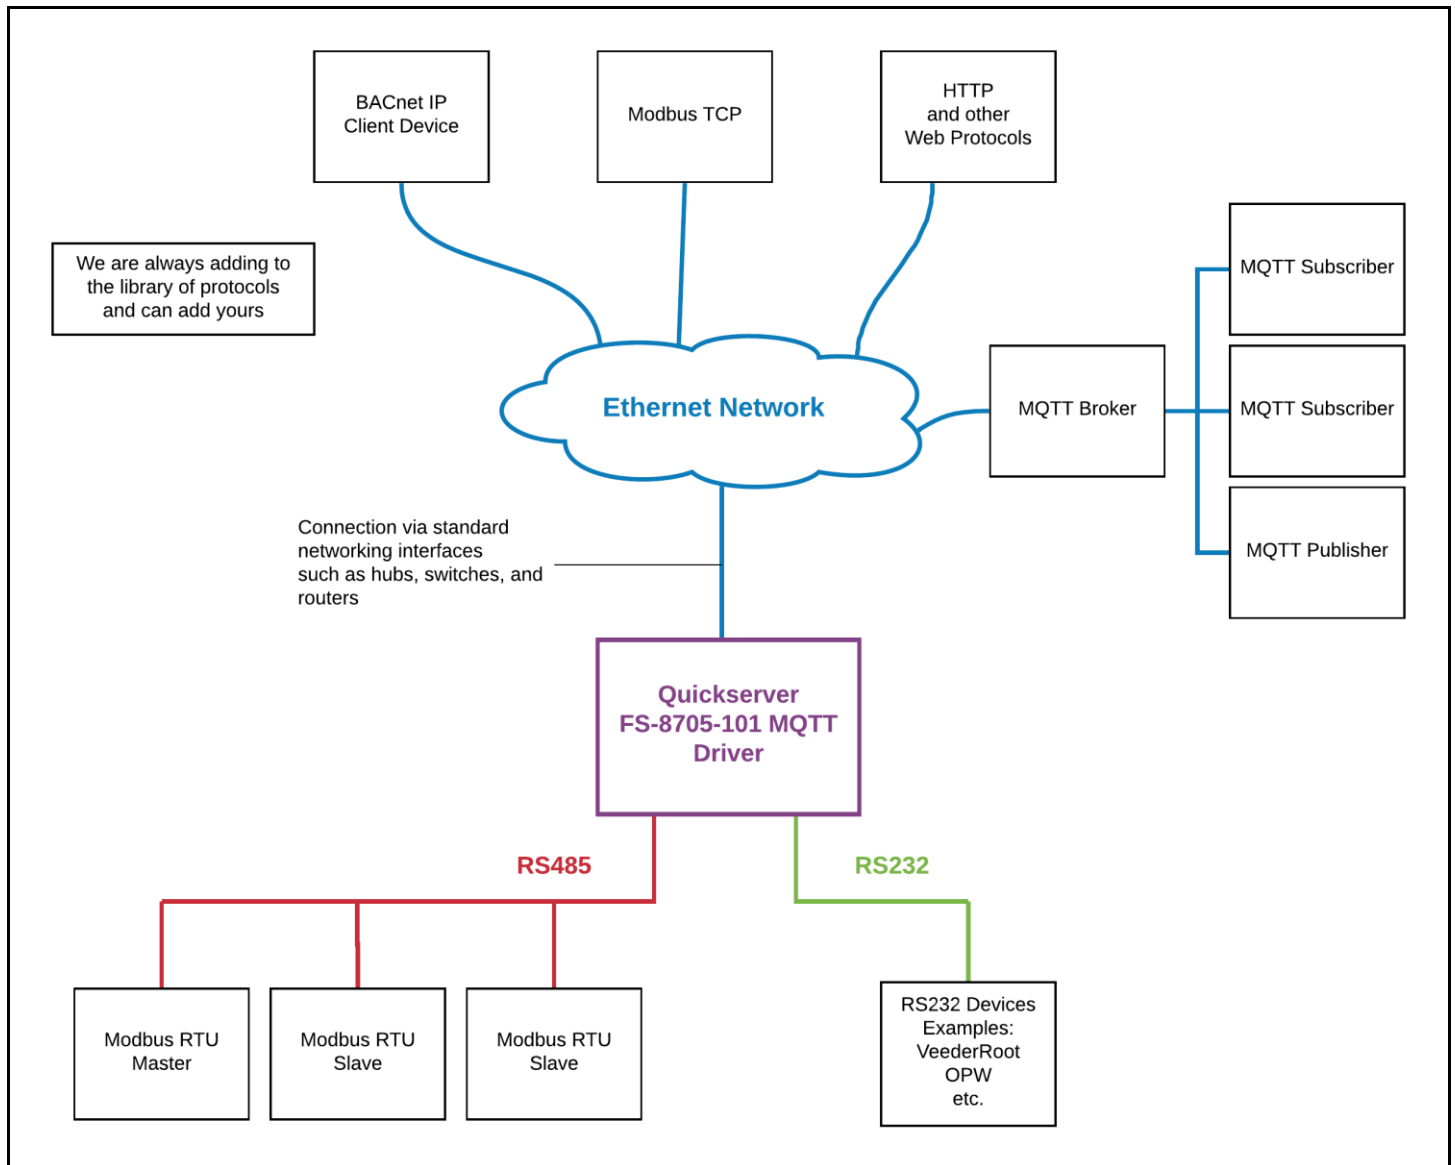 BACnet IP
Client Device
Modbus TCP
HTTP
and other
Web Protocols
We are always adding to
the library of protocols
and can add yours
MQTT Subscriber
Ethernet Network
MQTT Broker
MQTT Subscriber
MQTT Publisher
Connection via standard
networking interfaces
such as hubs, switches, and
routers
Quickserver
FS-8705-101 MQTT
Driver
RS485
RS232
Modbus RTU
Master
Modbus RTU
Slave
Modbus RTU
Slave
RS232 Devices
Examples:
VeederRoot
OPW
etc.